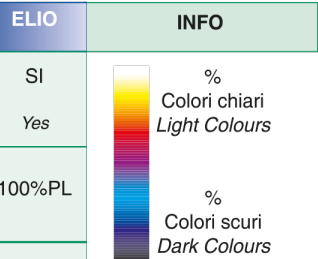 ELIO
INFO
SI
Yes
100%PL
%
Colori chiari
Light Colours
%
Colori scuri
Dark Colours